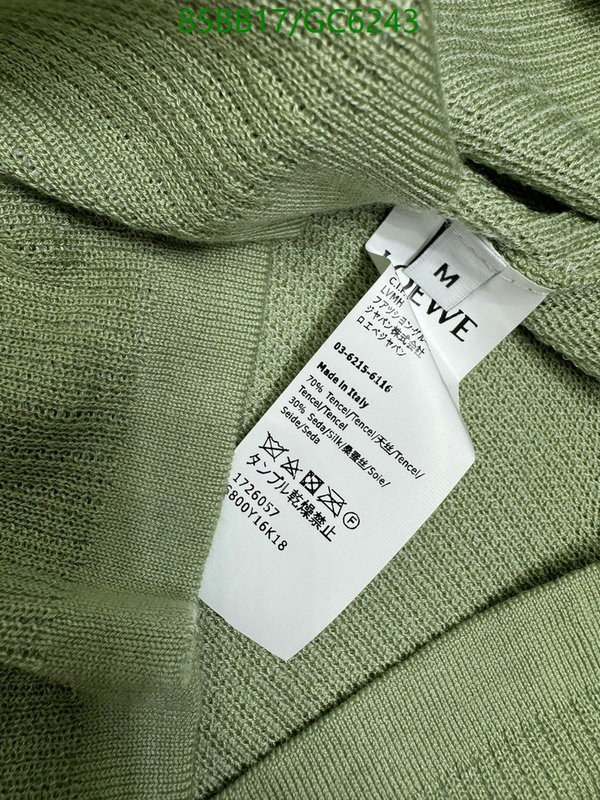 8SBB17/GC6243
M
LOEWE
LVMH
ファッショングルー
ジャパン株式会社
ロエベジャパン
03-6215-6116
Made in Italy
70% Tencel/Tencel/天丝/Tencel/
Tencel/Tencel
30% Seda/Silk/桑蚕丝/Soie/
Seide/Seda
F
タンブル乾燥禁止
1726057
S800Y16K18